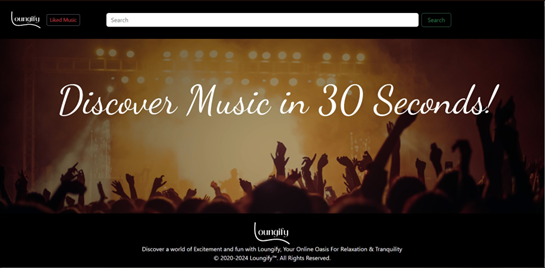 Loungify
Liked Music
Search
Search
Discover Music in 30 Seconds!
Loungify
Discover a world of Excitement and fun with Loungify, Your Online Oasis For Relaxation & Tranquility
© 2020-2024 Loungify™. All Rights Reserved.